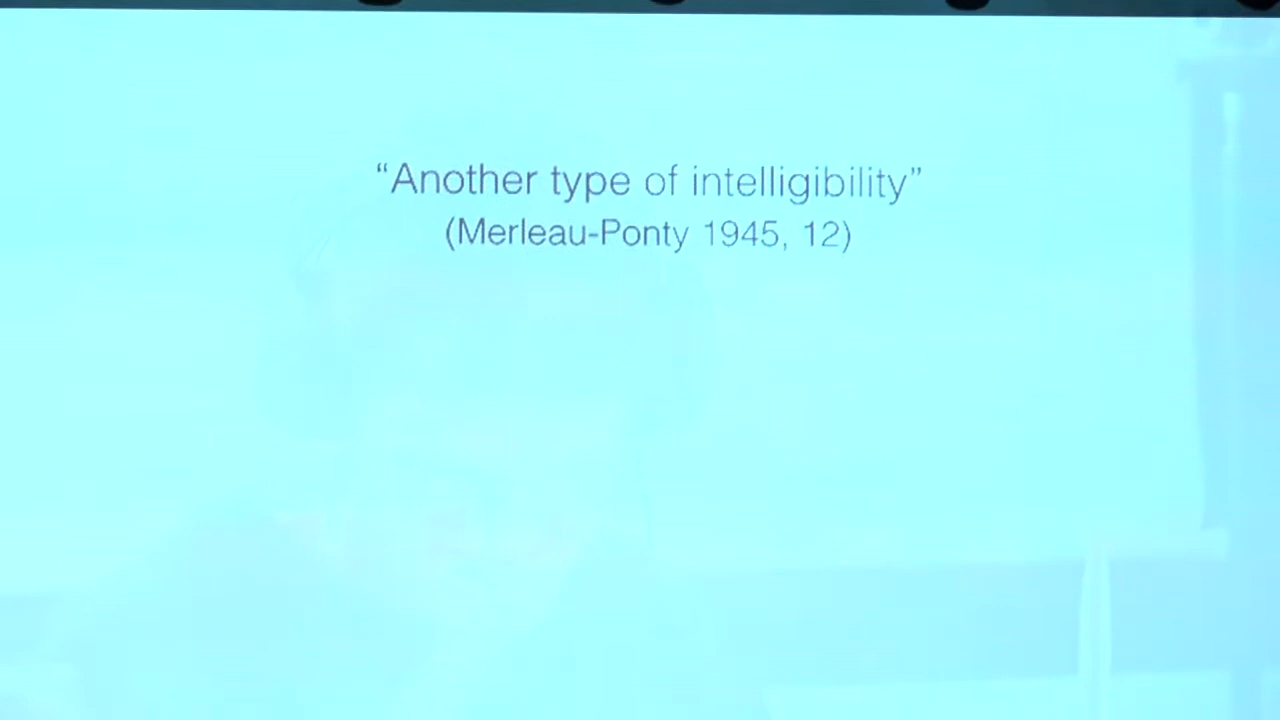 “Another type of intelligibility”
(Merleau-Ponty 1945, 12)